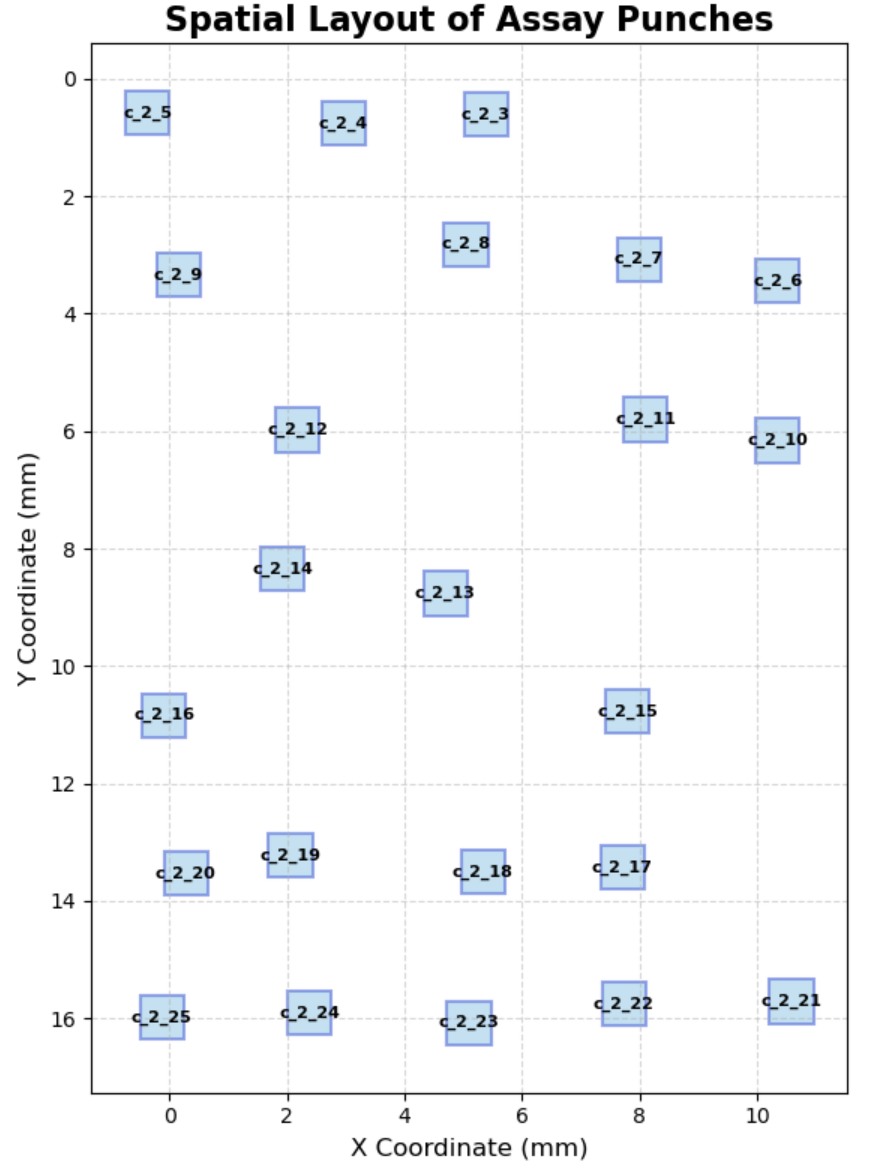 Spatial Layout of Assay Punches
0
c_2_5
c_2_4
c_2_3
2
c_2_8
c_2_7
c_2_9
c_2_6
4
c_2_12
c_2_11
c_2_10
6
8
c_2_14
c_2_13
10
c_2_16
c_2_15
12
c_2_20
c_2_19
c_2_18
c_2_17
14
c_2_25
c_2_24
c_2_23
c_2_22
c_2_21
16
Y Coordinate (mm)
0
2
4
6
8
10
X Coordinate (mm)